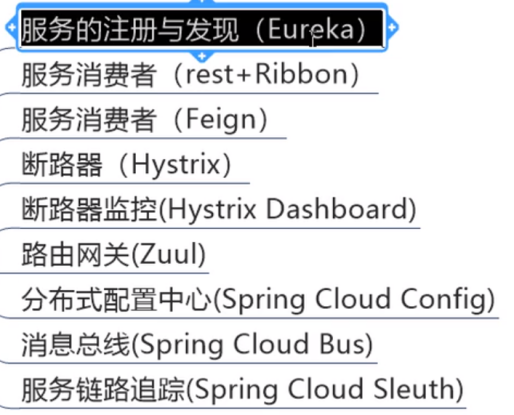 服务的注册与发现（Eureka）
服务消费者（rest+Ribbon）
服务消费者（Feign）
断路器（Hystrix）
断路器监控(Hystrix Dashboard)
路由网关(Zuul)
分布式配置中心(Spring Cloud Config)
消息总线(Spring Cloud Bus)
服务链路追踪(Spring Cloud Sleuth)